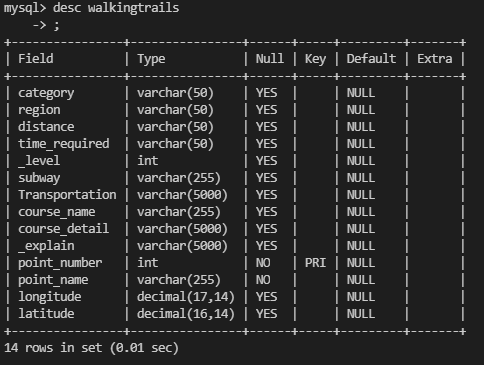 mysql> desc walkingtrails
    -> ;
+----------------+---------------+------+-----+---------+-------+
| Field          | Type          | Null | Key | Default | Extra |
+----------------+---------------+------+-----+---------+-------+
| category       | varchar(50)   | YES  |     | NULL    |       |
| region         | varchar(50)   | YES  |     | NULL    |       |
| distance       | varchar(50)   | YES  |     | NULL    |       |
| time_required  | varchar(50)   | YES  |     | NULL    |       |
| _level         | int           | YES  |     | NULL    |       |
| subway         | varchar(255)  | YES  |     | NULL    |       |
| Transportation | varchar(5000) | YES  |     | NULL    |       |
| course_name    | varchar(255)  | YES  |     | NULL    |       |
| course_detail  | varchar(5000) | YES  |     | NULL    |       |
| _explain       | varchar(5000) | YES  |     | NULL    |       |
| point_number   | int           | NO   | PRI | NULL    |       |
| point_name     | varchar(255)  | NO   |     | NULL    |       |
| longitude      | decimal(17,14) | YES  |     | NULL    |       |
| latitude       | decimal(16,14) | YES  |     | NULL    |       |
+----------------+---------------+------+-----+---------+-------+
14 rows in set (0.01 sec)